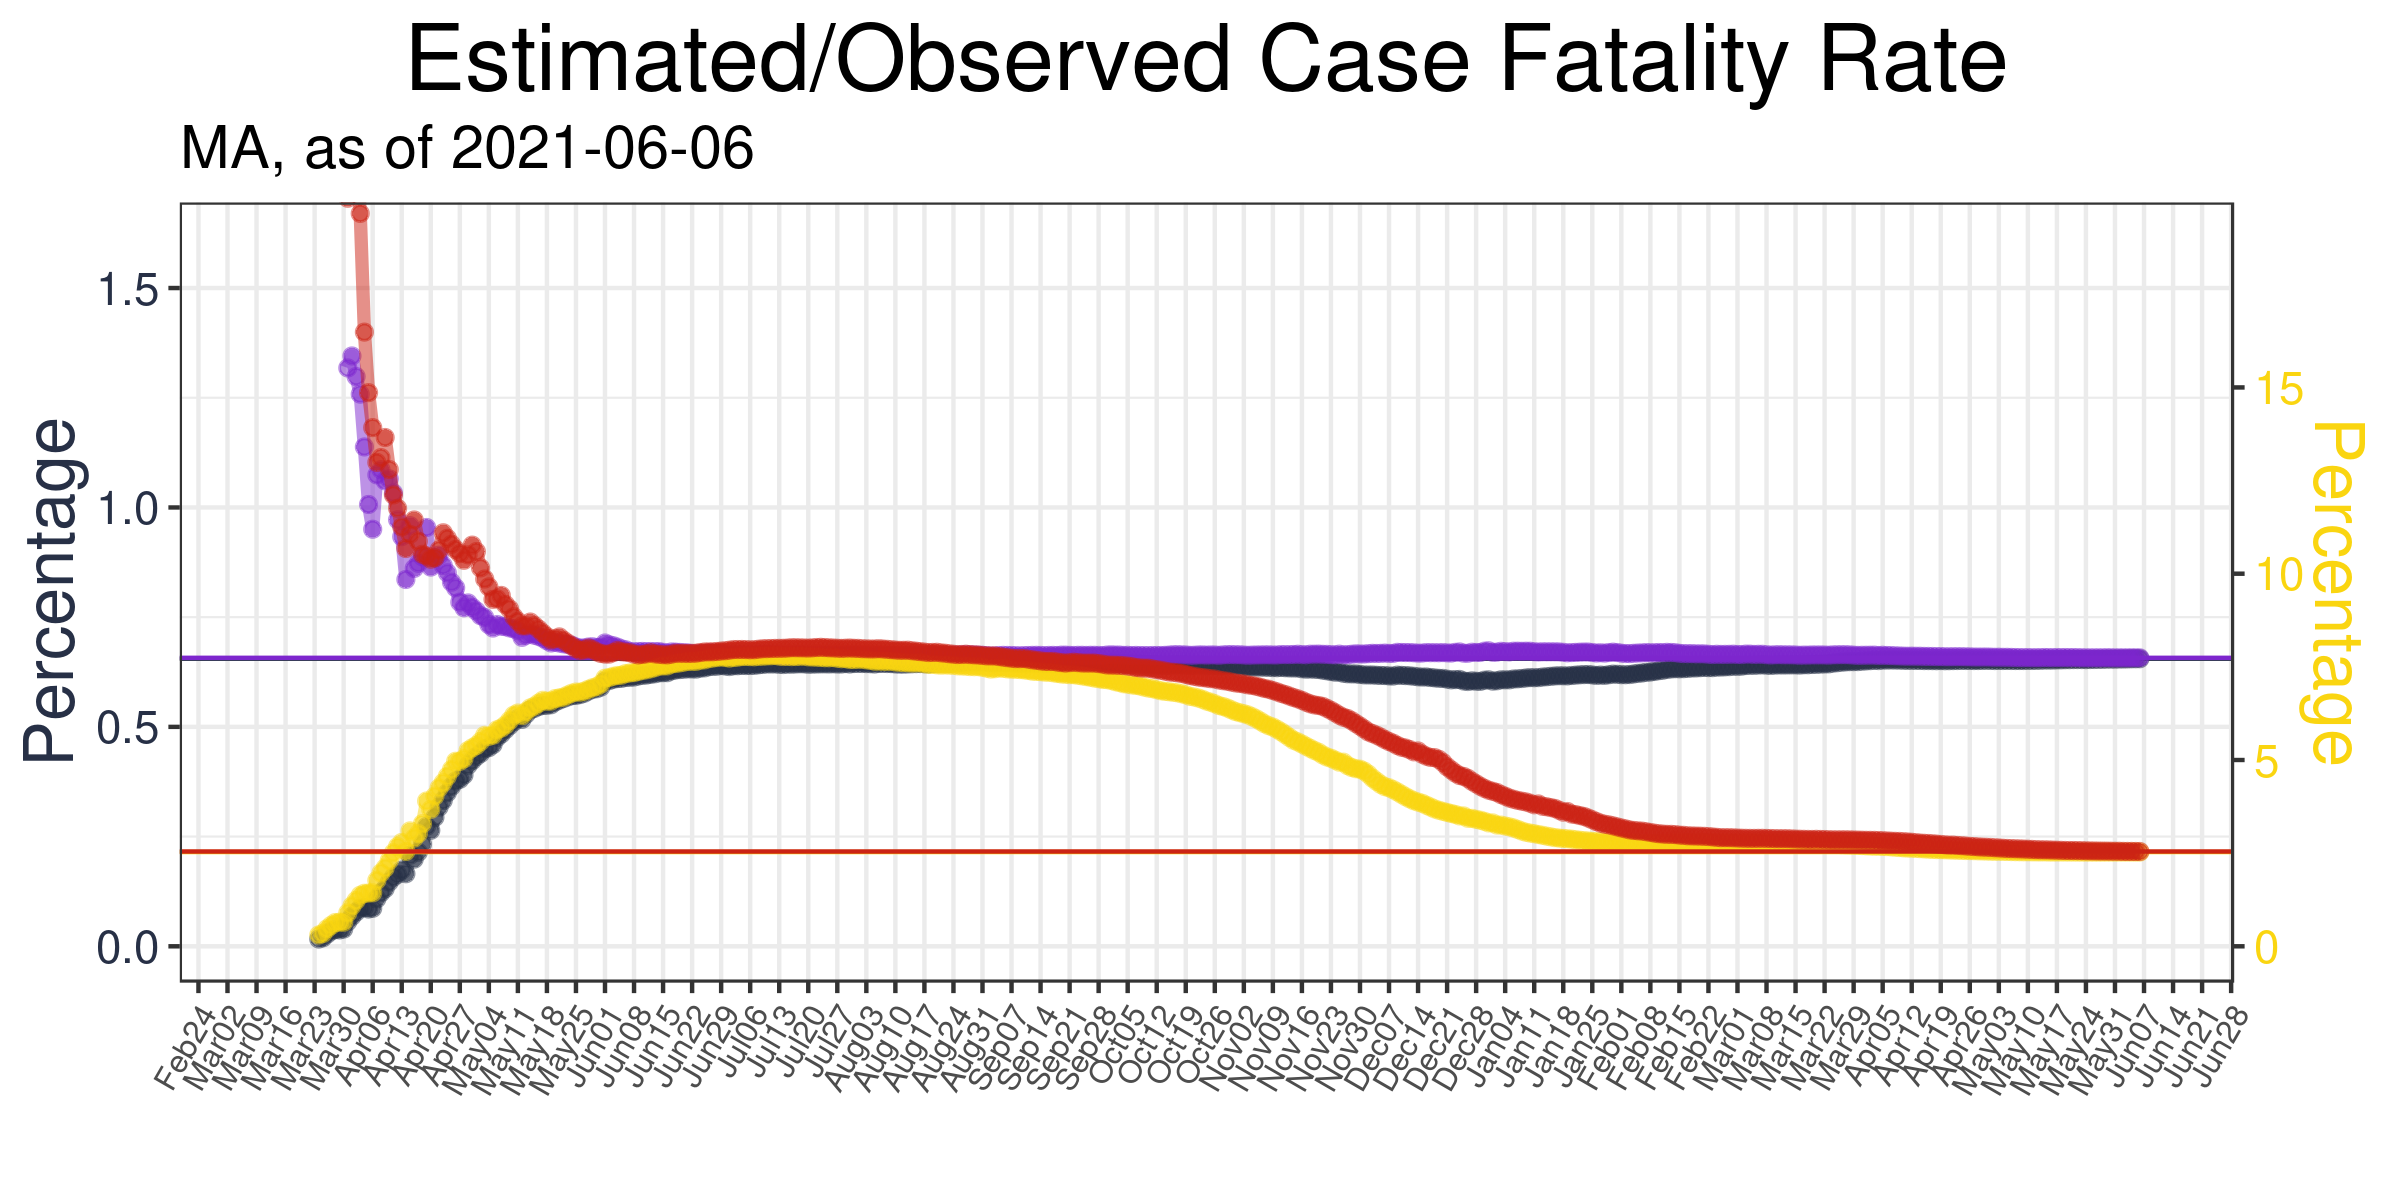 Estimated/Observed Case Fatality Rate
MA, as of 2021-06-06
Percentage
1.5
1.0
0.5
0.0
15
10
5
0
Percentage
Feb24
Mar02
Mar09
Mar16
Mar23
Mar30
Apr06
Apr13
Apr20
Apr27
May04
May11
May18
May25
Jun01
Jun08
Jun15
Jun22
Jun29
Jul06
Jul13
Jul20
Jul27
Aug03
Aug10
Aug17
Aug24
Aug31
Sep07
Sep14
Sep21
Sep28
Oct05
Oct12
Oct19
Oct26
Nov02
Nov09
Nov16
Nov23
Nov30
Dec07
Dec14
Dec21
Dec28
Dec04
Jan11
Jan18
Jan25
Feb01
Feb08
Feb15
Feb22
Mar01
Mar08
Mar15
Mar22
Mar29
Mar05
Apr12
Apr19
Apr26
May03
May10
May17
May24
May31
May07
Jun14
Jun21
Jun28